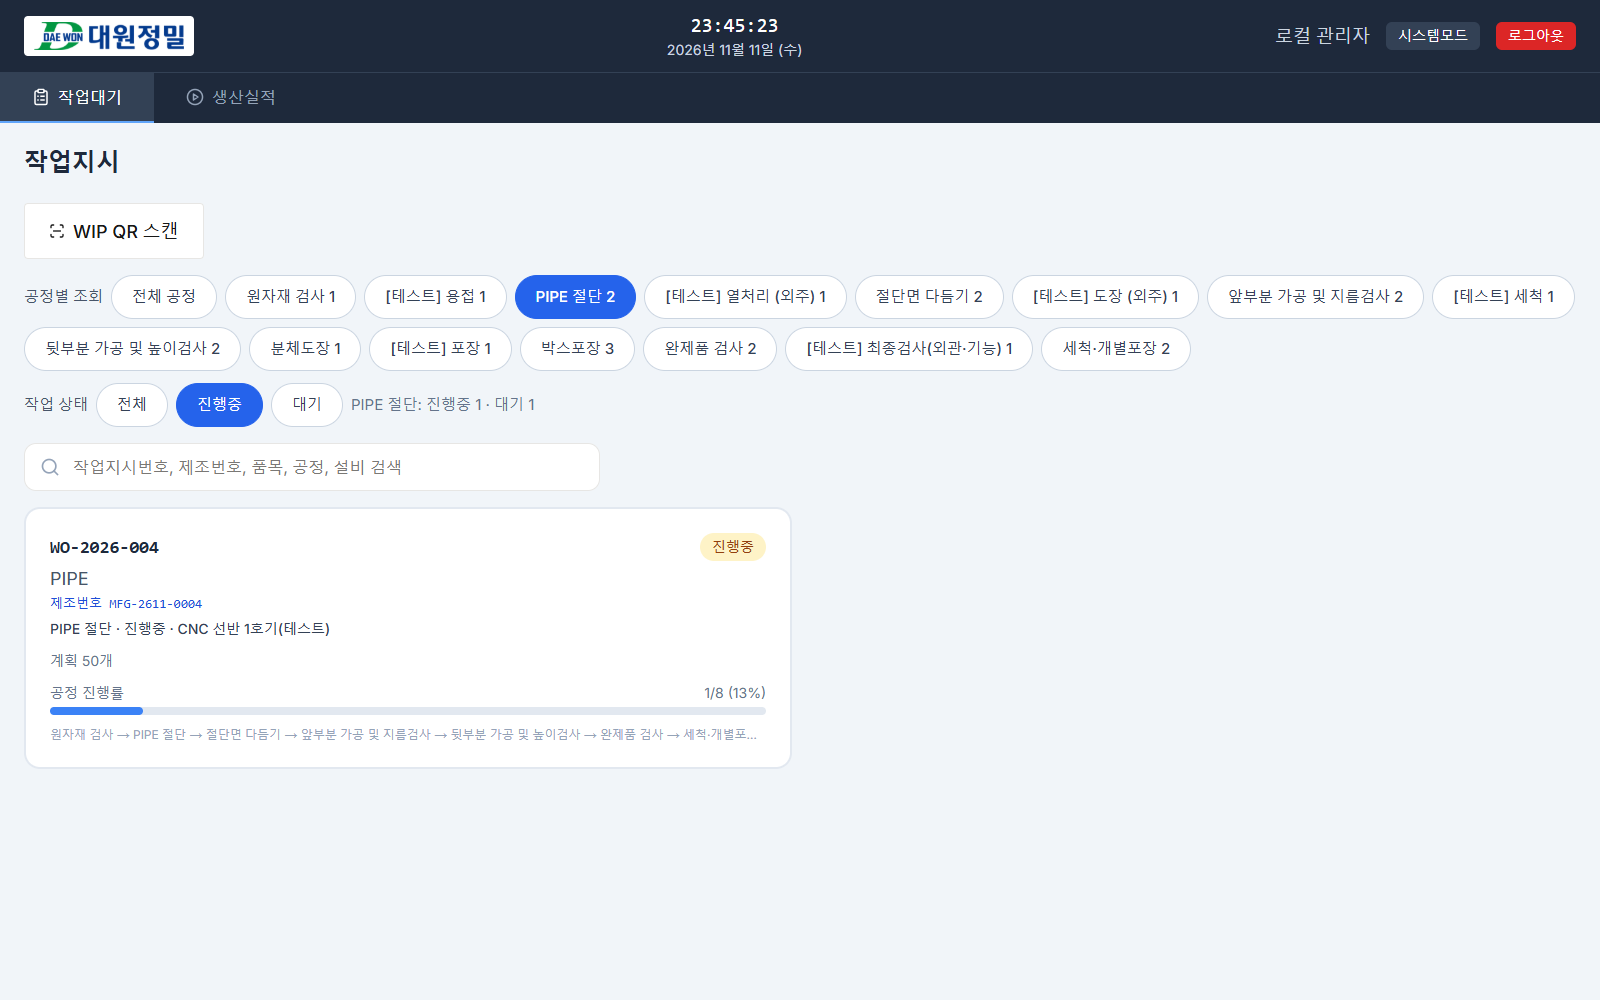 DAE WON 대원정밀
23:45:23
2026년 11월 11일 (수)
로컬 관리자
시스템모드
로그아웃
작업대기
생산실적
작업지시
WIP QR 스캔
공정별 조회 전체 공정 원자재 검사 1 [테스트] 용접 1 PIPE 절단 2 [테스트] 열처리 (외주) 1 절단면 다듬기 2 [테스트] 도장 (외주) 1 앞부분 가공 및 지름검사 2 [테스트] 세척 1
뒷부분 가공 및 높이검사 2 분체도장 1 [테스트] 포장 1 박스포장 3 완제품 검사 2 [테스트] 최종검사(외관·기능) 1 세척·개별포장 2
작업 상태 전체 진행중 대기 PIPE 절단: 진행중 1 · 대기 1
작업지시번호, 제조번호, 품목, 공정, 설비 검색
WO-2026-004 진행중
PIPE
제조번호 MFG-2611-0004
PIPE 절단 · 진행중 · CNC 선반 1호기(테스트)
계획 50개
공정 진행률 1/8 (13%)
원자재 검사 → PIPE 절단 → 절단면 다듬기 → 앞부분 가공 및 지름검사 → 뒷부분 가공 및 높이검사 → 완제품 검사 → 세척·개별포...